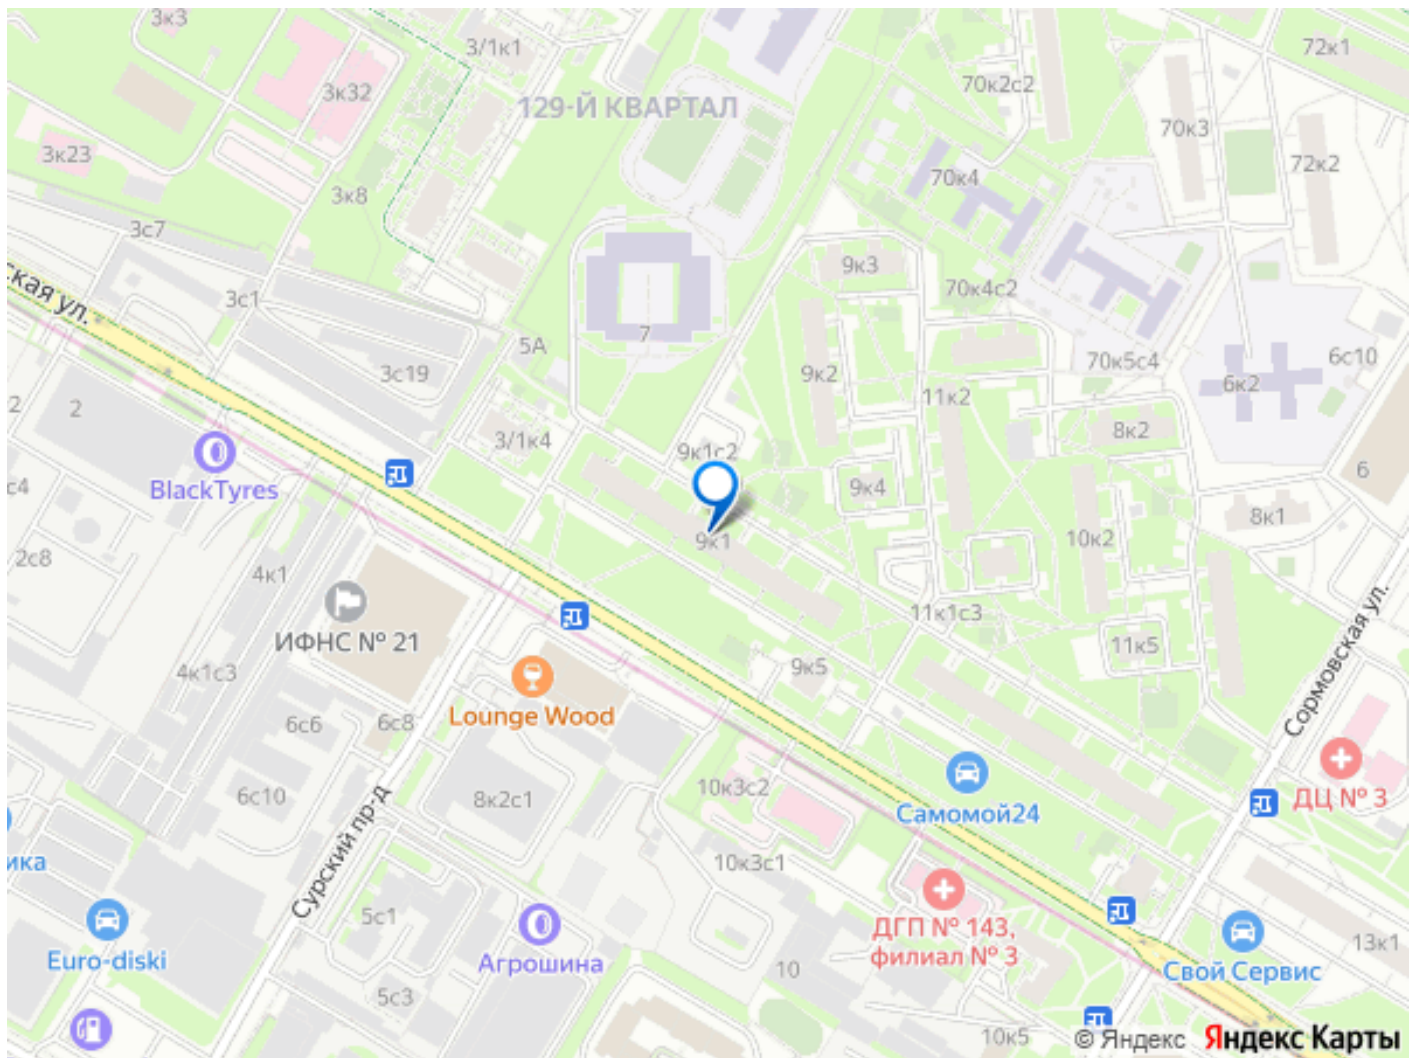 3к3
3/1к1
72к1
70к2с2
3к32
129-Й КВАРТАЛ
70к3
3к23
72к2
70к4
3к8
3с7
9к3
ская ул.
70к4с2
3с1
7
5А
6с10
70к5с4
3с19
9к2
6к2
11к2
2
2
3/1к4
8к2
9к1с2
6
с4
BlackTyres
9к4
8к1
9к1
10к2
2с8
4к1
11к1с3
ИФНС № 21
11к5
Сормовская ул.
4к1с3
9к5
6с6
6с8
Lounge Wood
10к3с2
6с10
8к2с1
Самомой24
ДЦ № 3
Сурский пр-д
ика
10к3с1
5с1
ДГП № 143,
филиал № 3
13к1
Euro-diski
Агрошина
10
Свой Сервис
5с3
10к5
© Яндекс Яндекс Карты